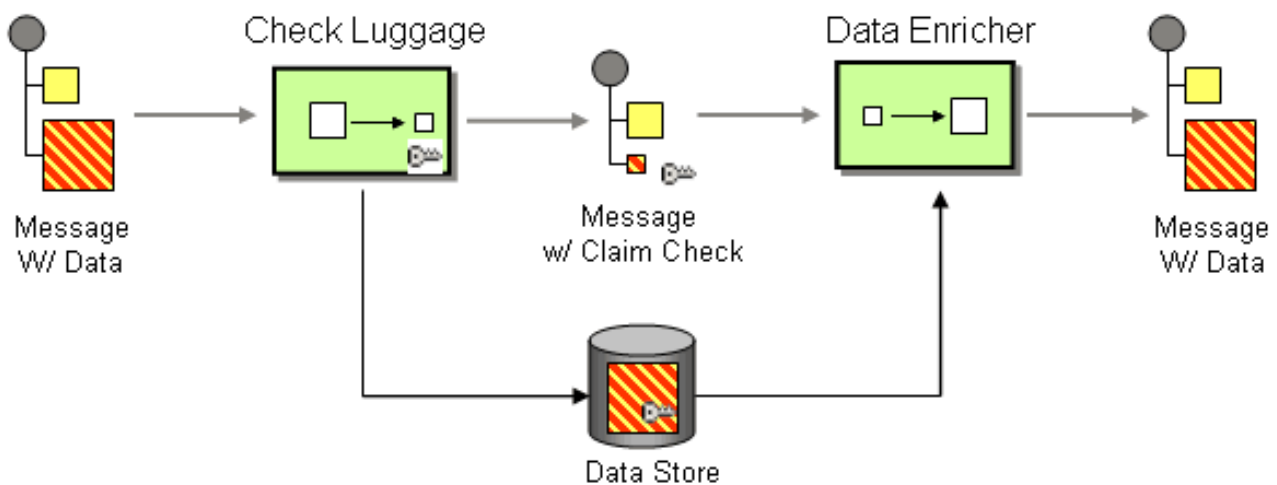 Check Luggage
Data Enricher
Message
W/ Data
Message
w/ Claim Check
Message
W/ Data
Data Store